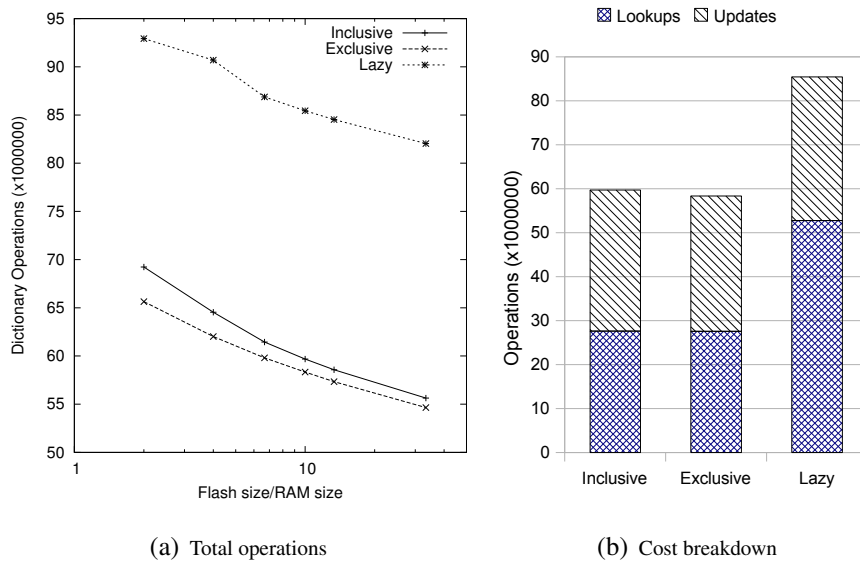 Dictionary Operations (x1000000)
95
90
85
80
75
70
65
60
55
50
1
10
Flash size/RAM size
Inclusive
Exclusive
Lazy
(a) Total operations
Lookups
Updates
Operations (x1000000)
90
80
70
60
50
40
30
20
10
0
Inclusive
Exclusive
Lazy
(b) Cost breakdown